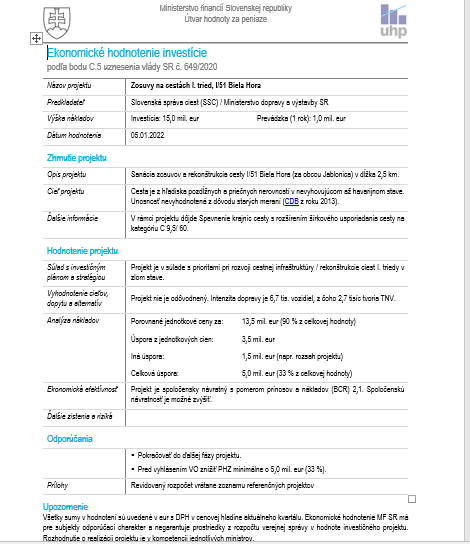 Ministerstvo financií Slovenskej republiky
Útvar hodnoty za peniaze
uhp
Ekonomické hodnotenie investície
podľa bodu C.5 uznesenia vlády SR č. 649/2020
Názov projektu Zosuvy na cestách I. tried, I/51 Biela Hora
Predkladateľ Slovenská správa ciest (SSC) / Ministerstvo dopravy a výstavby SR
Výška nákladov Investícia: 15,0 mil. eur Prevádzka (1 rok): 1,0 mil. eur
Dátum hodnotenia 05.01.2022
Zhrnutie projektu
Opis projektu Sanácia zosuvov a rekonštrukcia cesty I/51 Biela Hora (za obcou Jablonica) v dĺžke 2,5 km.
Cieľ projektu Cesta je z hľadiska pozdĺžnych a priečnych nerovností v nevyhovujúcom až havarijnom stave.
Únosnosť nevyhodnotená z dôvodu starých meraní (CDB z roku 2013).
Ďalšie informácie V rámci projektu dôjde Spevnenie krajníc cesty s rozšírením šírkového usporiadania cesty na
kategóriu C 9,5/ 60.
Hodnotenie projektu
Súlad s investičným Projekt je v súlade s prioritami pri rozvoji cestnej infraštruktúry / rekonštrukcie ciest I. triedy v
plánom a stratégiou zlom stave.
Vyhodnotenie cieľov,
dopytu a alternatív Projekt nie je odôvodnený. Intenzita dopravy je 6,7 tis. vozidiel, z čoho 2,7 tisíc tvoria TNV.
Analýza nákladov Porovnané jednotkové ceny za: 13,5 mil. eur (90 % z celkovej hodnoty)
Úspora z jednotkových cien: 3,5 mil. eur
Iná úspora: 1,5 mil. eur (napr. rozsah projektu)
Celková úspora: 5,0 mil. eur (33 % z celkovej hodnoty)
Ekonomická efektívnosť Projekt je spoločensky návratný s pomerom prínosov a nákladov (BCR) 2,1. Spoločenskú
návratnosť je možné zvýšiť.
Ďalšie zistenia a riziká
Odporúčania
▪ Pokračovať do ďalšej fázy projektu.
▪ Pred vyhlásením VO znížiť PHZ minimálne o 5,0 mil. eur (33 %).
Prílohy Revidovaný rozpočet vrátane zoznamu referenčných projektov
Upozornenie
Všetky sumy v hodnotení sú uvedené v eur s DPH v cenovej hladine aktuálneho kvartálu. Ekonomické hodnotenie MF SR má
pre subjekty odporúčací charakter a negarantuje prostriedky z rozpočtu verejnej správy v hodnote investičného projektu.
Rozhodnutie o realizácii projektu je v kompetencii jednotlivých ministrov.